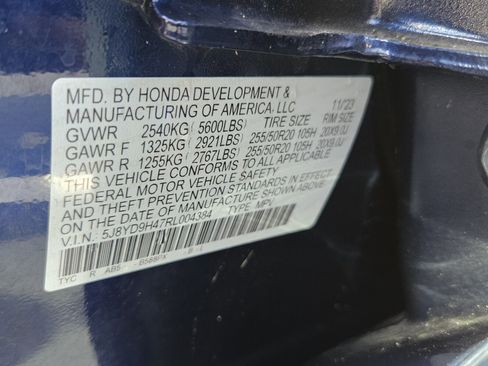 MFD. BY HONDA DEVELOPMENT &
MANUFACTURING OF AMERICA, LLC 11/23
GVWR 2540KG ( 5600LBS) TIRE SIZE RIM SIZE
GAWR F 1325KG ( 2921LBS) 255/50R20 105H 20X9.0J
GAWR R 1255KG ( 2767LBS) 255/50R20 105H 20X9.0J
THIS VEHICLE CONFORMS TO ALL APPLICABLE
FEDERAL MOTOR VEHICLE SAFETY
AND THEFT PREVENTION STANDARDS IN EFFECT
ON THE DATE OF MANUFACTURE SHOWN ABOVE.
V.I.N.: 5J8YD9H47RL004384 TYPE: MPV
TYC R